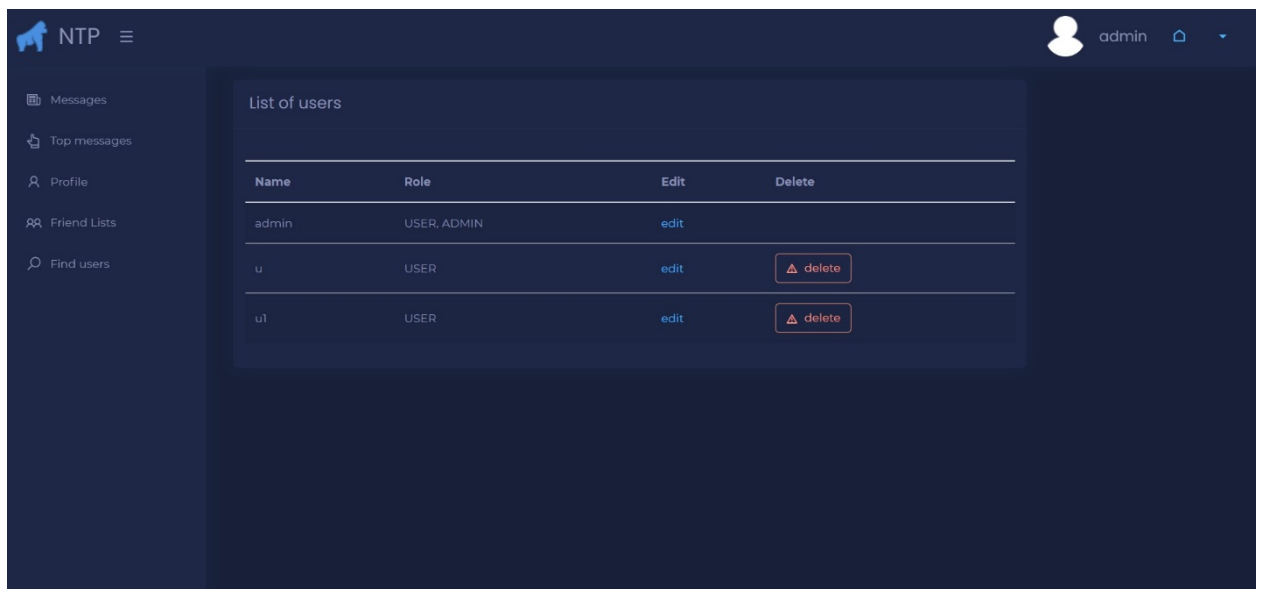 NTP
admin
Messages
Top messages
Profile
Friend Lists
Find users
List of users
Name Role Edit Delete
admin USER, ADMIN edit
u USER edit delete
u1 USER edit delete